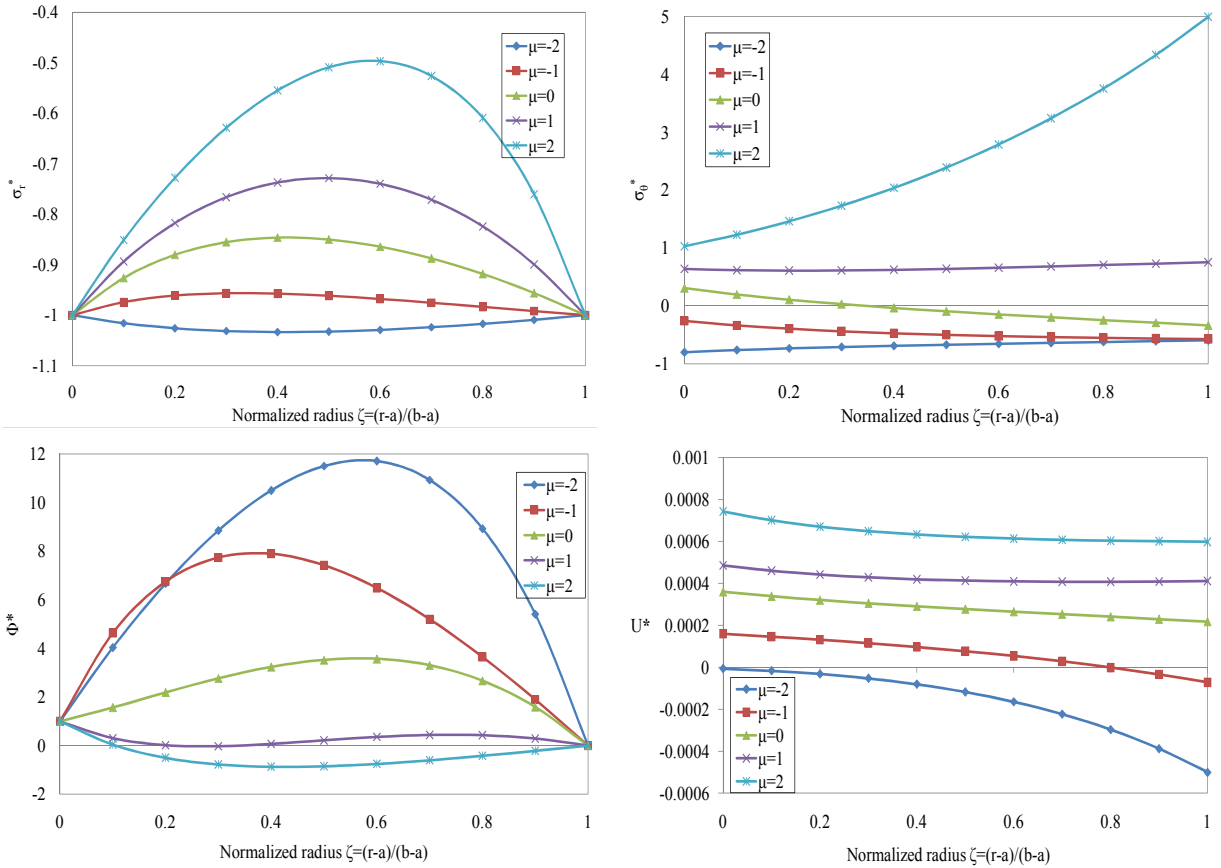 -0.4
-0.5
-0.6
-0.7
-0.8
-0.9
-1
-1.1
σr*
μ=-2
μ=-1
μ=0
μ=1
μ=2
0 0.2 0.4 0.6 0.8 1
Normalized radius ζ=(r-a)/(b-a)
5
4
3
2
1
0
-1
σθ*
μ=-2
μ=-1
μ=0
μ=1
μ=2
0 0.2 0.4 0.6 0.8 1
Normalized radius ζ=(r-a)/(b-a)
12
10
8
6
4
2
0
-2
Φ*
μ=-2
μ=-1
μ=0
μ=1
μ=2
0 0.2 0.4 0.6 0.8 1
Normalized radius ζ=(r-a)/(b-a)
0.001
0.0008
0.0006
0.0004
0.0002
0
-0.0002
-0.0004
-0.0006
U*
μ=-2
μ=-1
μ=0
μ=1
μ=2
0 0.2 0.4 0.6 0.8 1
Normalized radius ζ=(r-a)/(b-a)